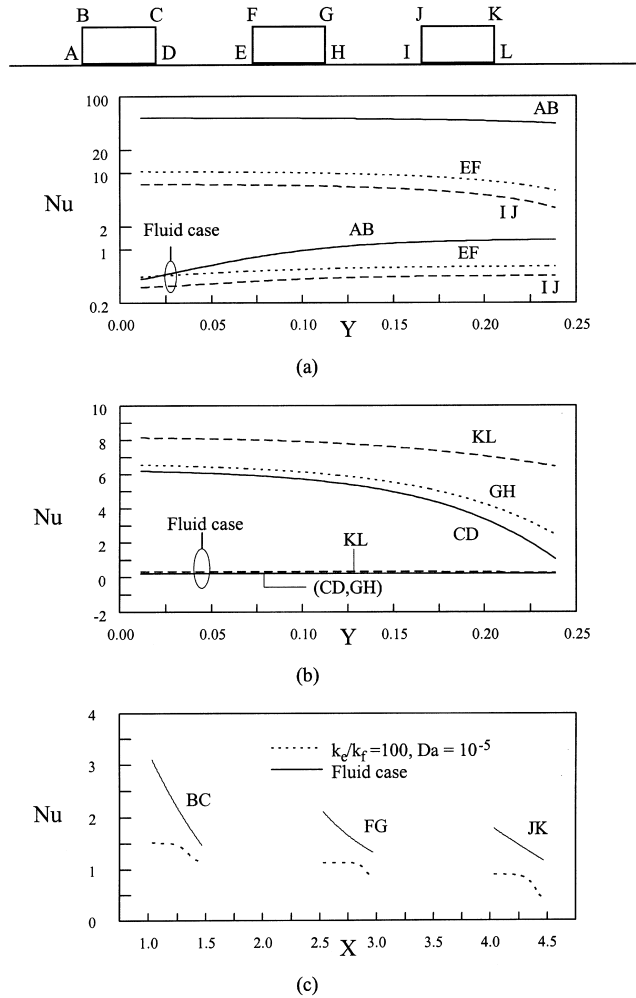 B C F G J K
A D E H I L
100
AB
20
EF
10
Nu
I J
2
AB
Fluid case
1
EF
0.2
I J
0.00 0.05 0.10 0.15 0.20 0.25
Y
(a)
10
KL
8
6
GH
4
Nu
Fluid case
CD
2
KL
0
(CD,GH)
-2
0.00 0.05 0.10 0.15 0.20 0.25
Y
(b)
4
k_e/k_f =100, Da = 10^-5
Fluid case
3
BC
Nu
2
FG
JK
1
0
1.0 1.5 2.0 2.5 3.0 3.5 4.0 4.5
X
(c)